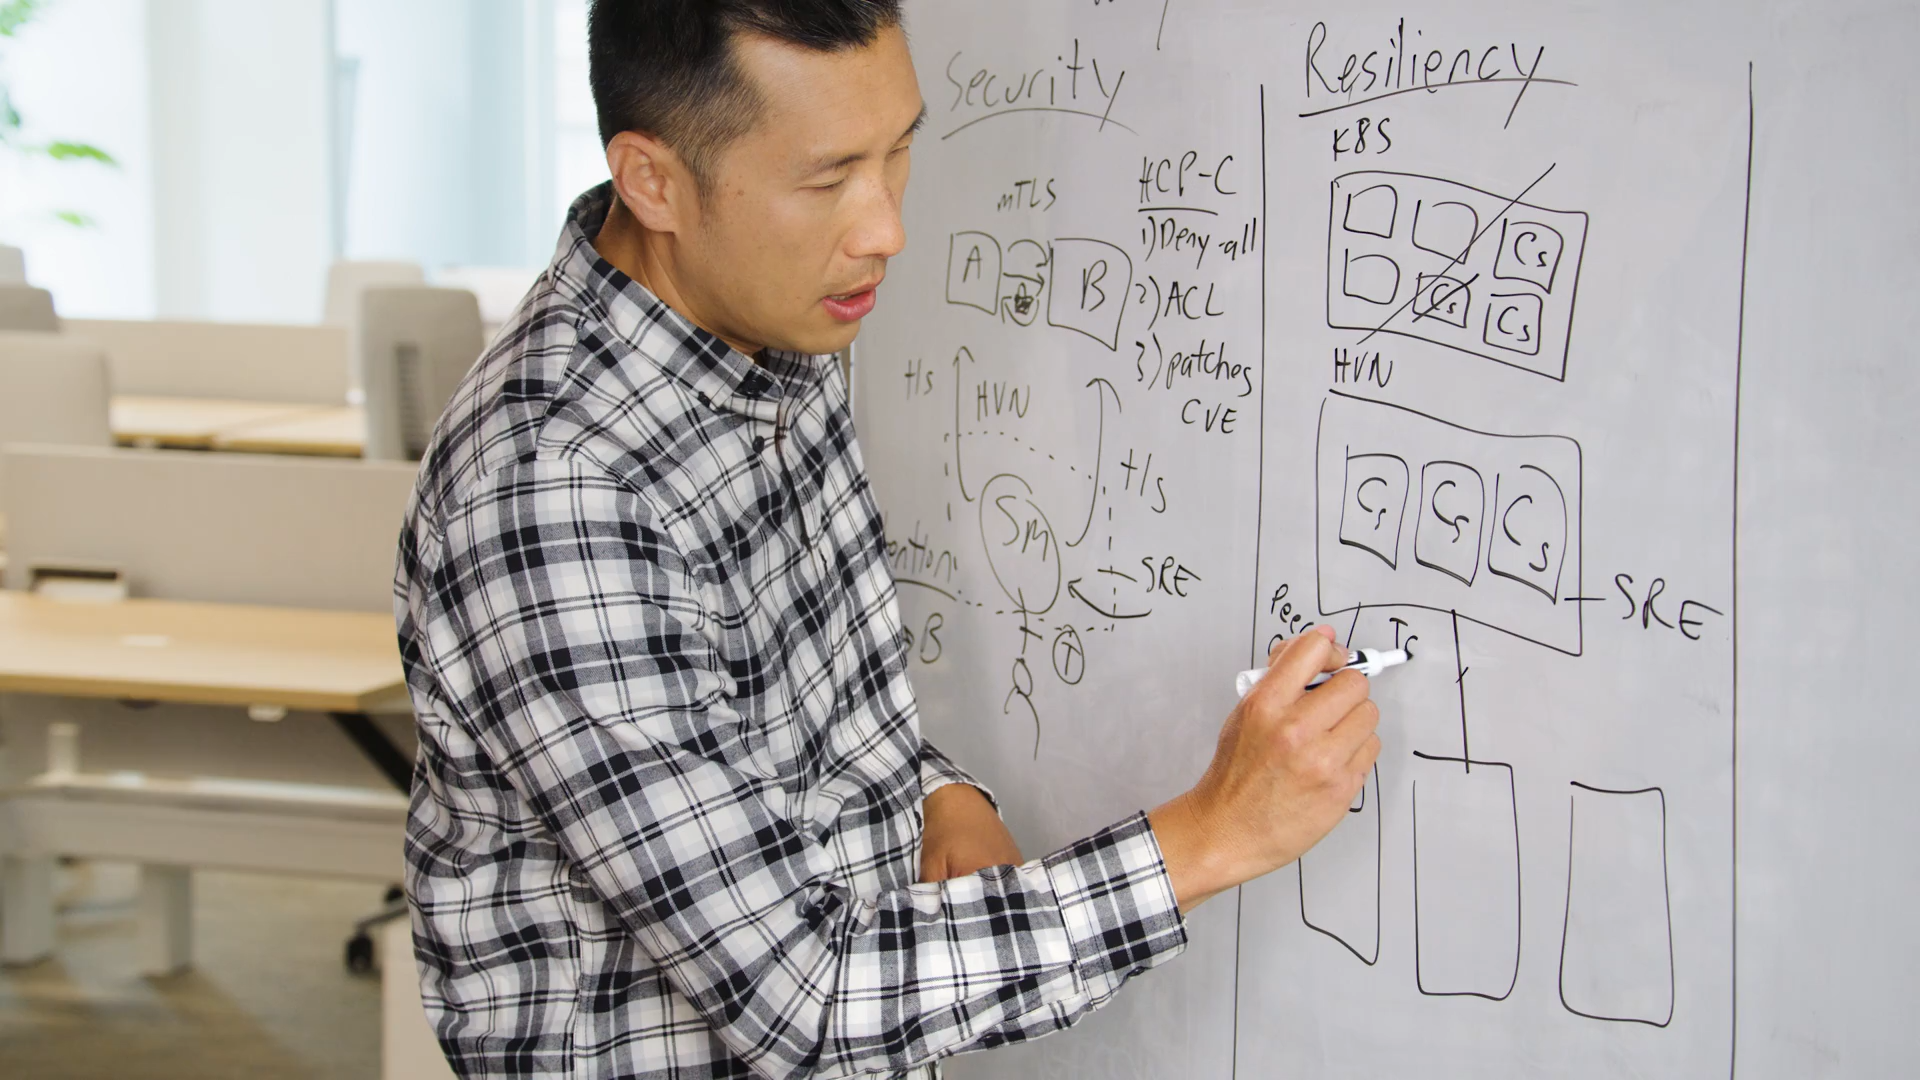 Security
mTLS
A
B
HCP-C
1) Deny-all
2) ACL
3) patches
CVE
tls
HVN
tls
SM
SRE
B
T
Resiliency
K8S
Cs
Cs
Cs
HVN
Cs
Cs
Cs
SRE